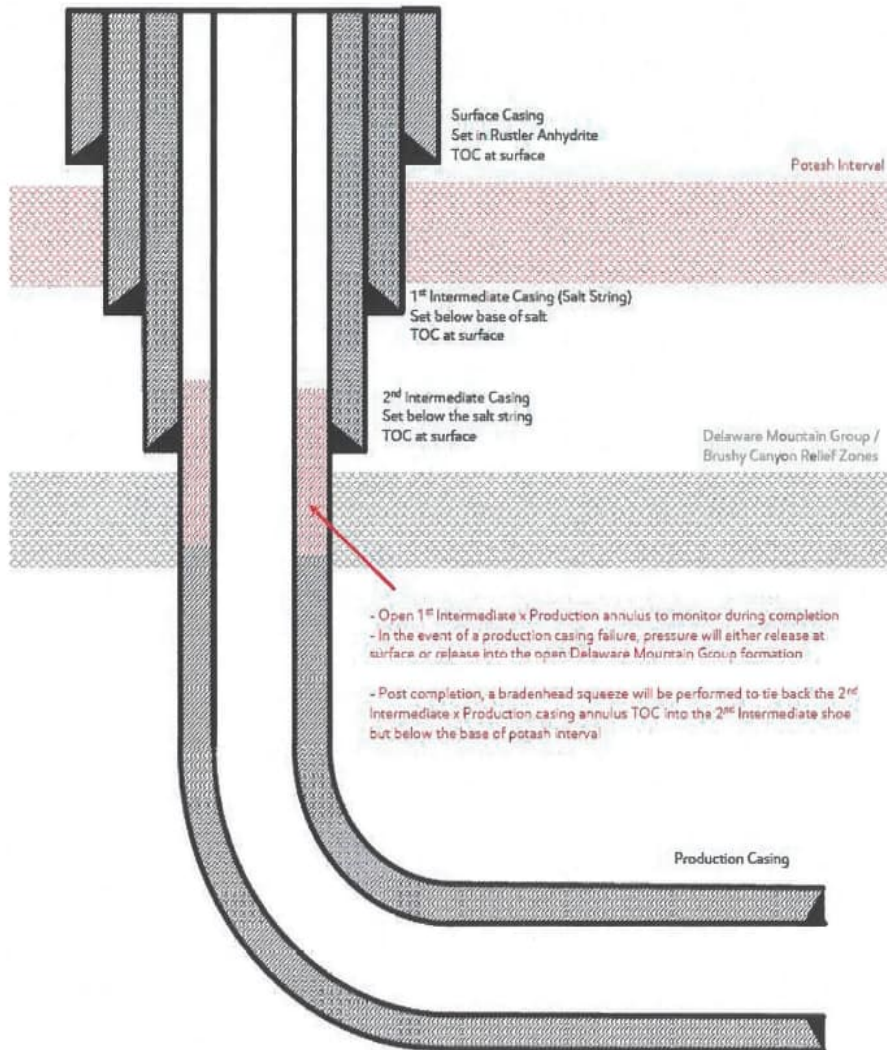 Surface Casing
Set in Rustler Anhydrite
TOC at surface
Potash Interval
1st Intermediate Casing (Salt String)
Set below base of salt
TOC at surface
2nd Intermediate Casing
Set below the salt string
TOC at surface
Delaware Mountain Group /
Brushy Canyon Relief Zones
- Open 1st Intermediate x Production annulus to monitor during completion
- In the event of a production casing failure, pressure will either release at
surface or release into the open Delaware Mountain Group formation
- Post completion, a bradenhead squeeze will be performed to tie back the 2nd
Intermediate x Production casing annulus TOC into the 2nd Intermediate shoe
but below the base of potash interval
Production Casing